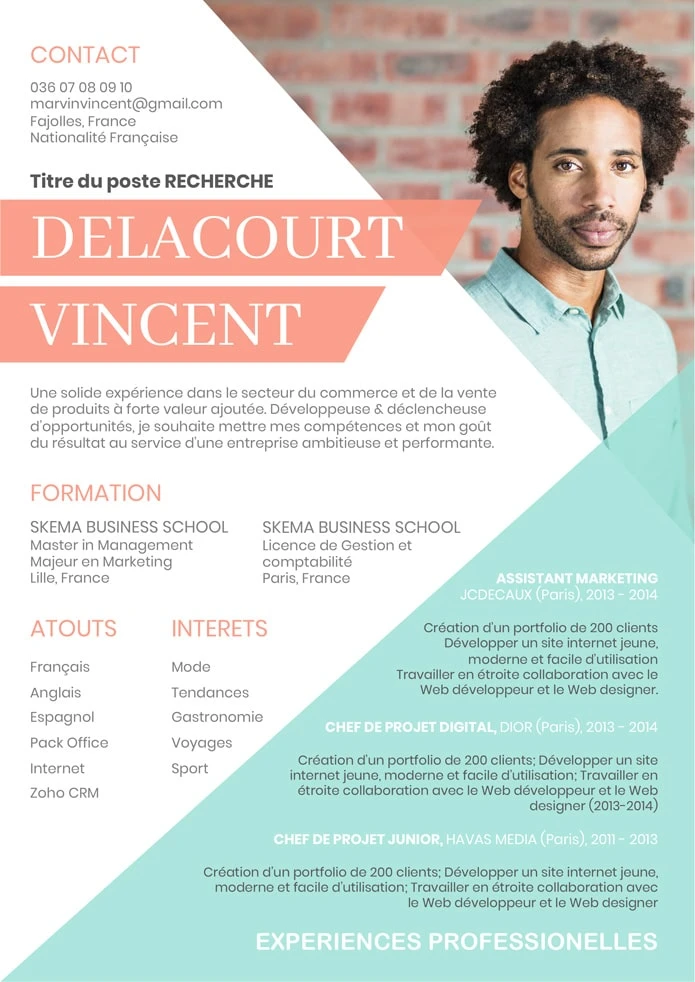 CONTACT
036 07 08 09 10
marvinvincent@gmail.com
Fajolles, France
Nationalité Française
Titre du poste RECHERCHE
DELACOURT
VINCENT
Une solide expérience dans le secteur du commerce et de la vente
de produits à forte valeur ajoutée. Développeuse & déclencheuse
d'opportunités, je souhaite mettre mes compétences et mon goût
du résultat au service d'une entreprise ambitieuse et performante.
FORMATION
SKEMA BUSINESS SCHOOL
Master in Management
Majeur en Marketing
Lille, France
SKEMA BUSINESS SCHOOL
Licence de Gestion et
comptabilité
Paris, France
ATOUTS
Français
Anglais
Espagnol
Pack Office
Internet
Zoho CRM
INTERETS
Mode
Tendances
Gastronomie
Voyages
Sport
ASSISTANT MARKETING
JCDECAUX (Paris), 2013 - 2014
Création d'un portfolio de 200 clients
Développer un site internet jeune,
moderne et facile d'utilisation
Travailler en étroite collaboration avec le
Web développeur et le Web designer.
CHEF DE PROJET DIGITAL, DIOR (Paris), 2013 - 2014
Création d'un portfolio de 200 clients; Développer un site
internet jeune, moderne et facile d'utilisation; Travailler en
étroite collaboration avec le Web développeur et le Web
designer (2013-2014)
CHEF DE PROJET JUNIOR, HAVAS MEDIA (Paris), 2011 - 2013
Création d'un portfolio de 200 clients; Développer un site internet jeune,
moderne et facile d'utilisation; Travailler en étroite collaboration avec
le Web développeur et le Web designer
EXPERIENCES PROFESSIONELLES